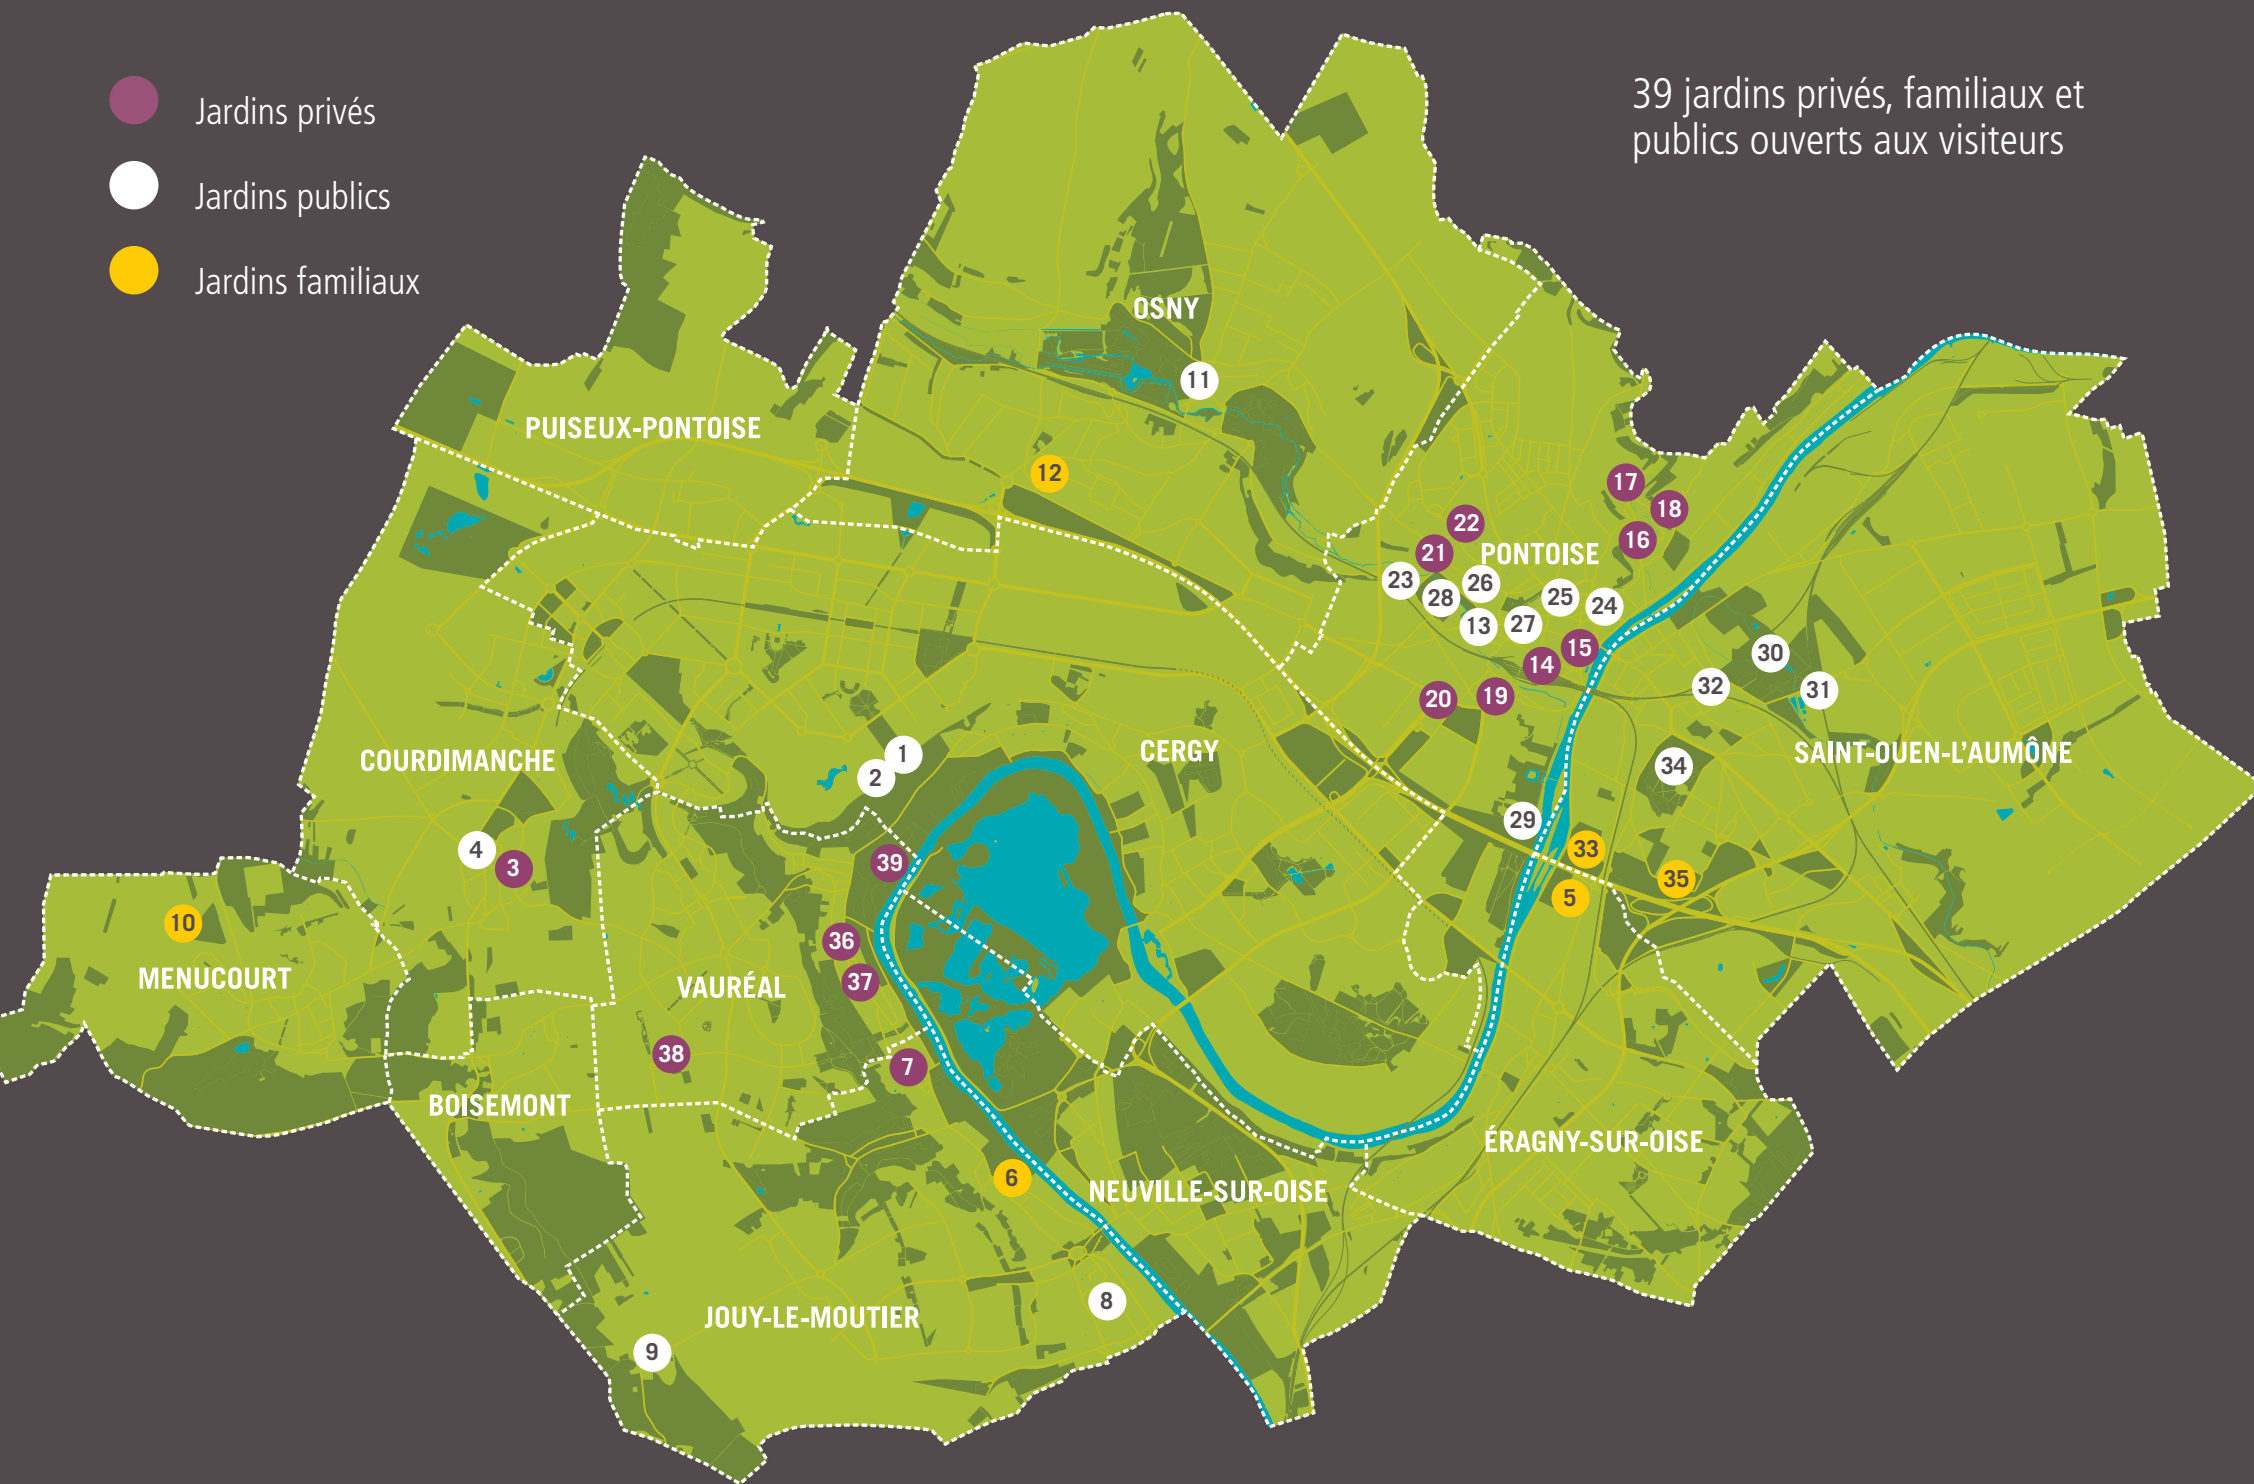 Jardins privés
Jardins publics
Jardins familiaux
39 jardins privés, familiaux et
publics ouverts aux visiteurs
OSNY
11
PUISEUX-PONTOISE
12
17
18
22
16
21
PONTOISE
23
26
28
25
24
13
27
15
14
30
32
31
20
19
1
2
CERGY
COURDIMANCHE
SAINT-OUEN-L'AUMÔNE
34
29
4
3
39
33
35
5
10
36
MENUCOURT
37
VAURÉAL
38
7
BOISEMONT
ÉRAGNY-SUR-OISE
6
NEUVILLE-SUR-OISE
8
JOUY-LE-MOUTIER
9